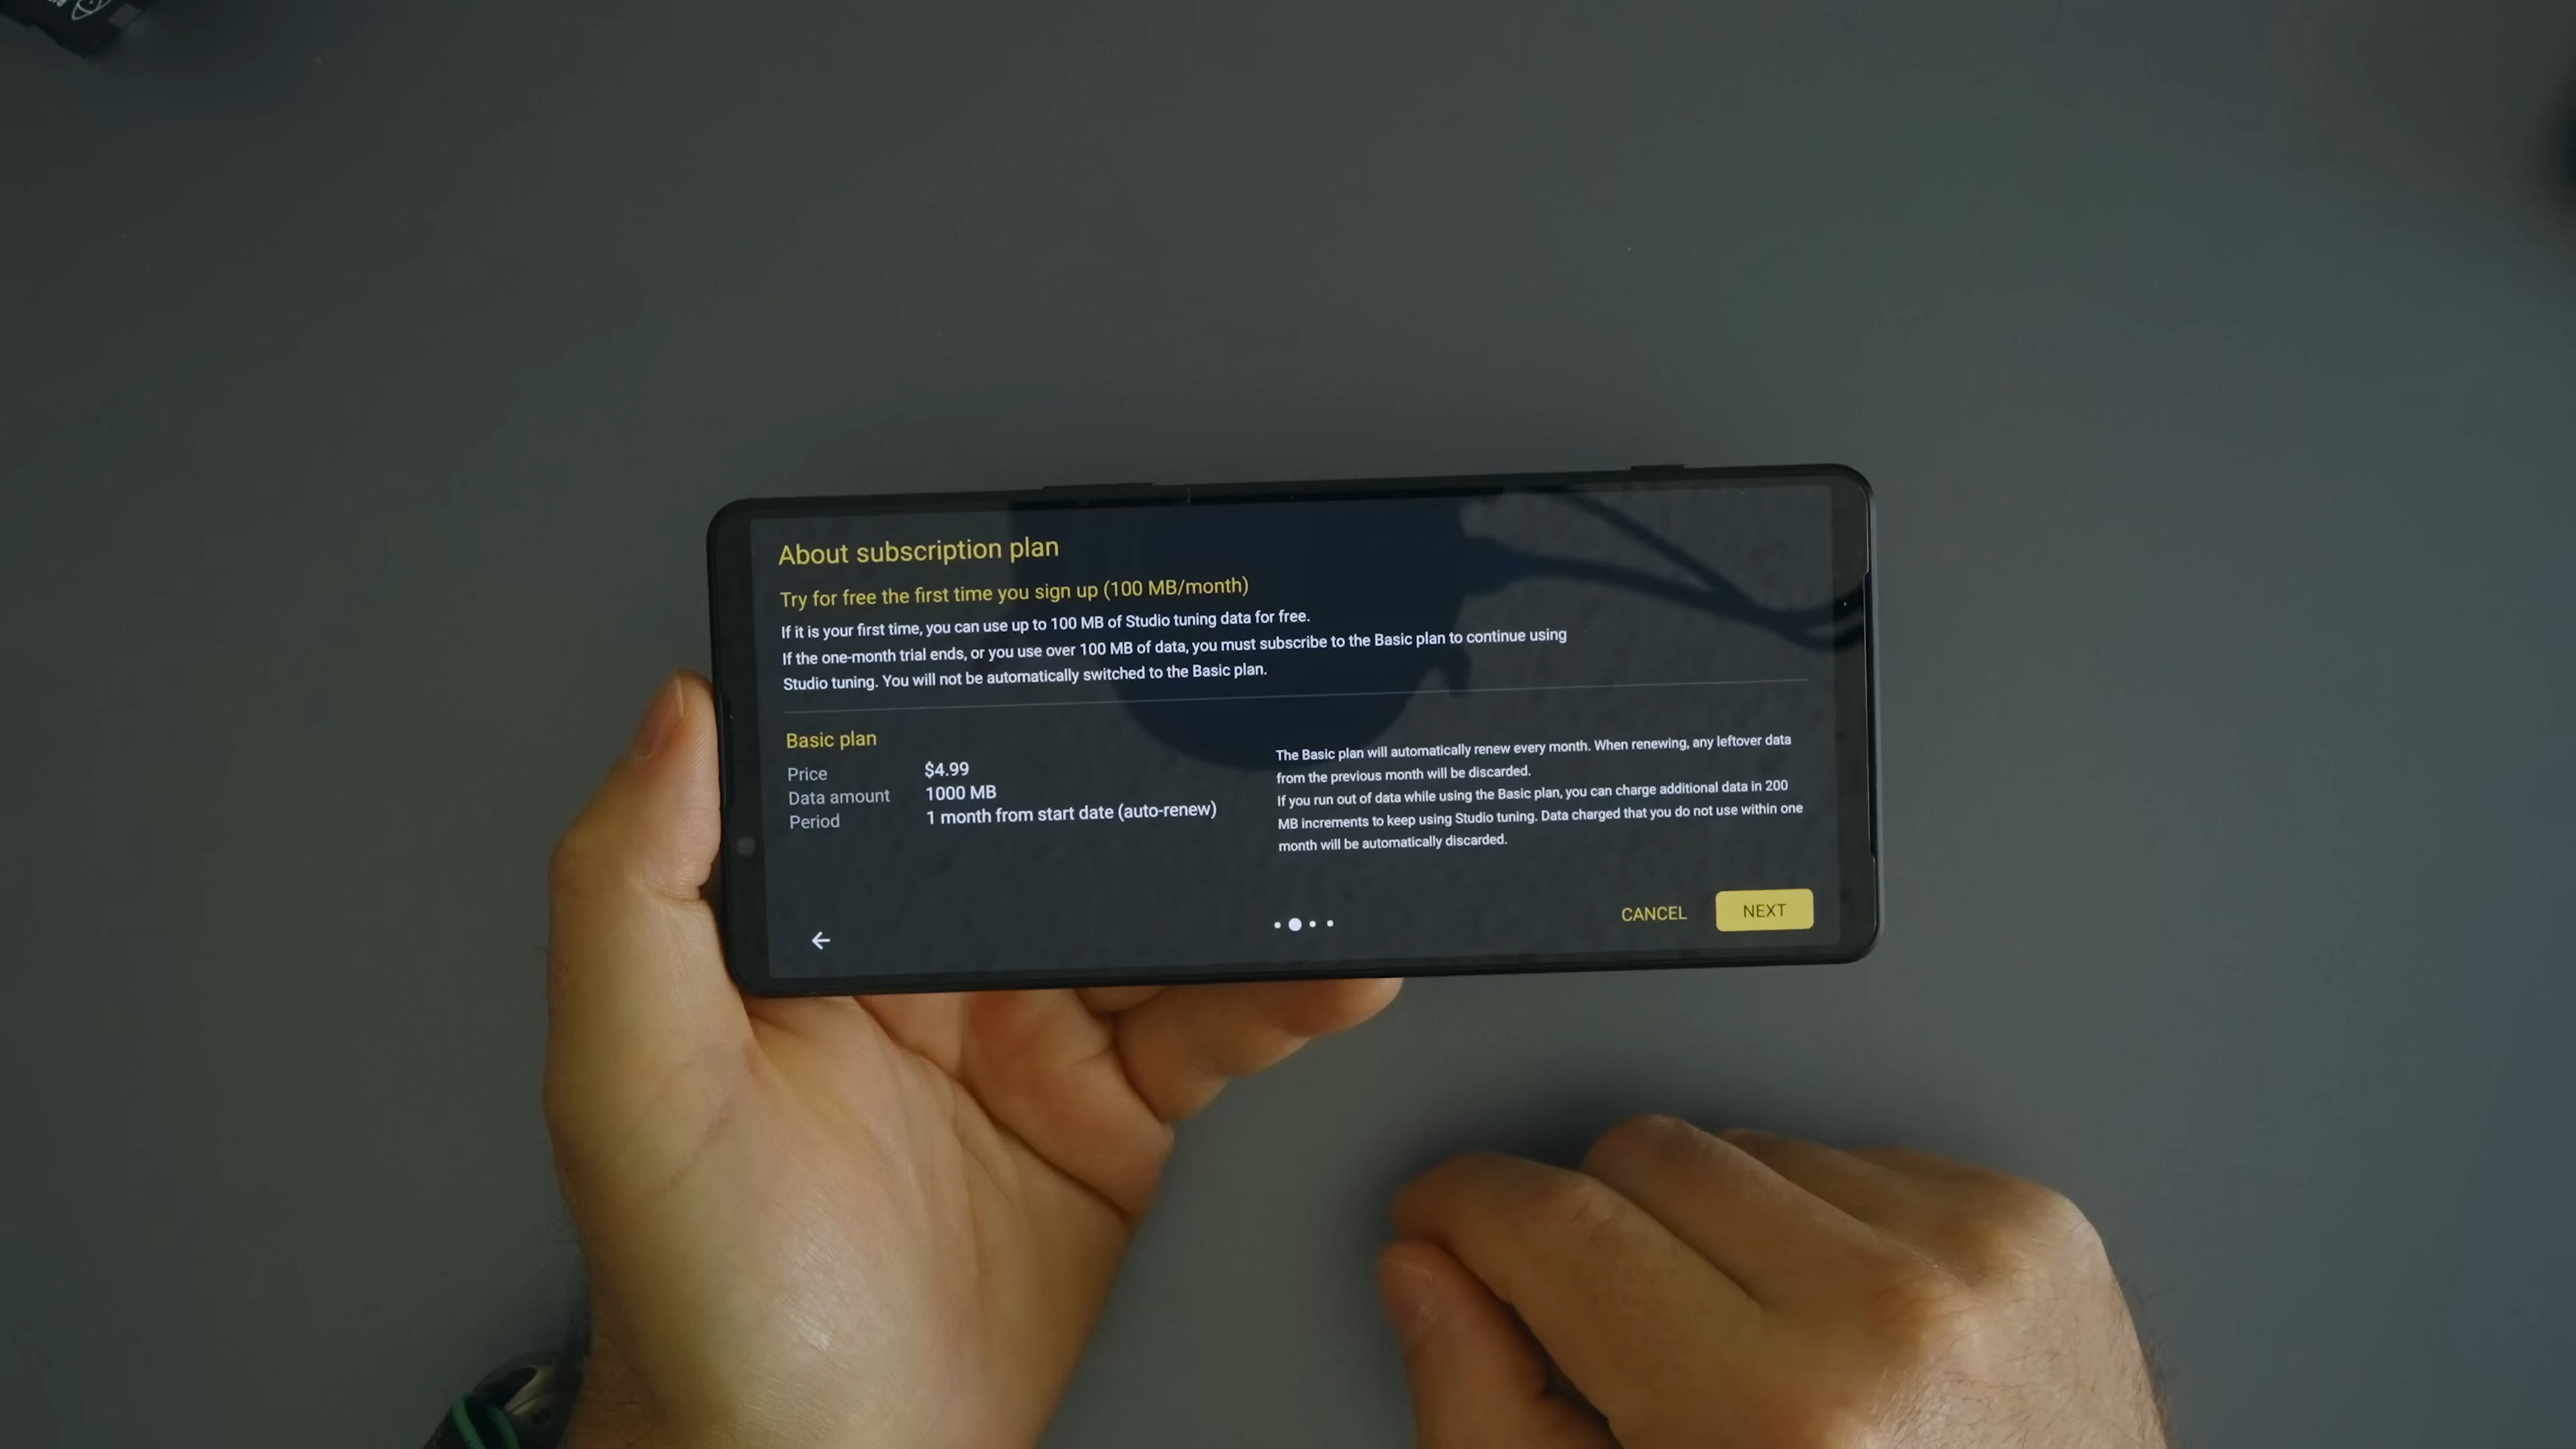 About subscription plan
Try for free the first time you sign up (100 MB/month)
If it is your first time, you can use up to 100 MB of Studio tuning data for free.
If the one-month trial ends, or you use over 100 MB of data, you must subscribe to the Basic plan to continue using
Studio tuning. You will not be automatically switched to the Basic plan.
Basic plan
Price $4.99
Data amount 1000 MB
Period 1 month from start date (auto-renew)
The Basic plan will automatically renew every month. When renewing, any leftover data
from the previous month will be discarded.
If you run out of data while using the Basic plan, you can charge additional data in 200
MB increments to keep using Studio tuning. Data charged that you do not use within one
month will be automatically discarded.
CANCEL NEXT